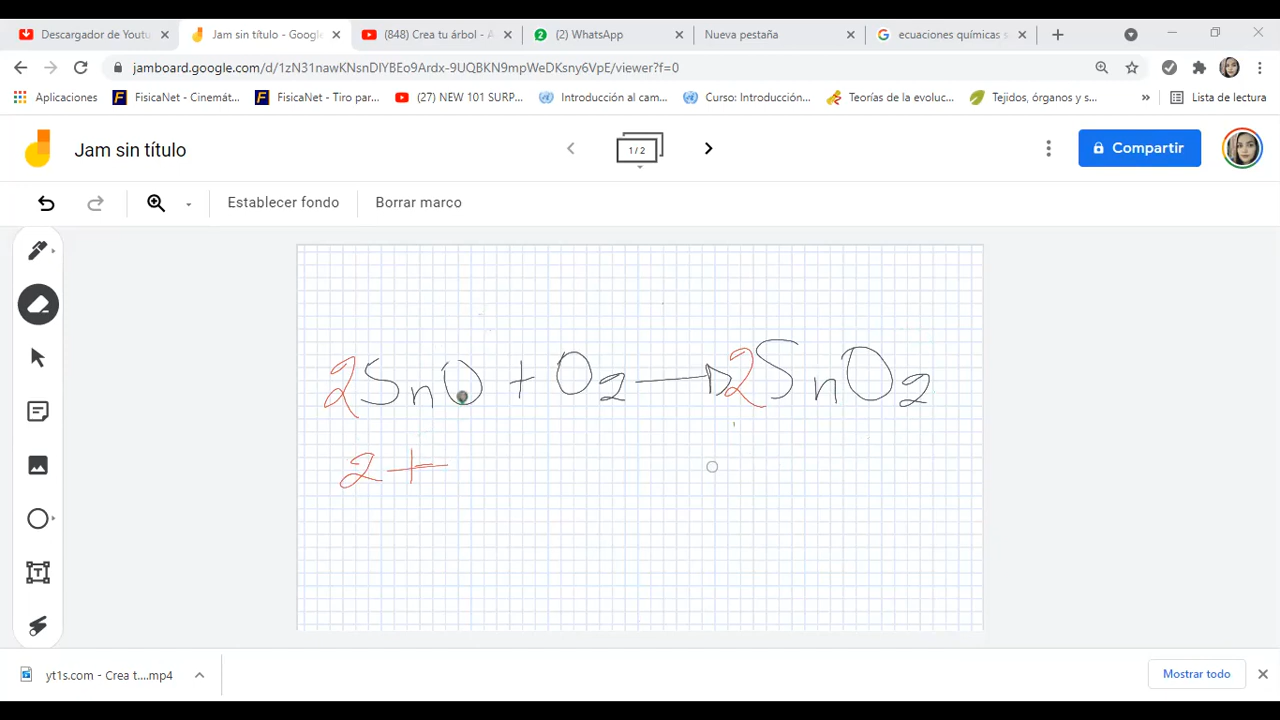 Descargador de Youtu
Jam sin título - Google
(848) Crea tu árbol - A
(2) WhatsApp
Nueva pestaña
ecuaciones químicas s
jamboard.google.com/d/1zN31nawKNsnDIYBEo9Ardx-9UQBKN9mpWeDKsny6VpE/viewer?f=0
Aplicaciones
FisicaNet - Cinemát...
FisicaNet - Tiro par...
(27) NEW 101 SURP...
Introducción al cam...
Curso: Introducción...
Teorías de la evoluc...
Tejidos, órganos y s...
»
Lista de lectura
Jam sin título
1 / 2
Compartir
Establecer fondo
Borrar marco
2SnO + O2 → 2SnO2
2 +
yt1s.com - Crea t....mp4
Mostrar todo